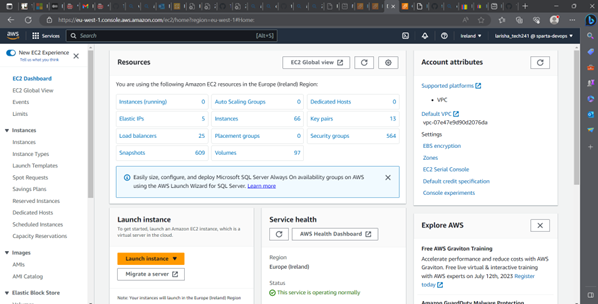 https://eu-west-1.console.aws.amazon.com/ec2/home?region=eu-west-1#Home:
aws
Services
Search
[Alt+S]
Ireland
larisha_tech241 @ sparta-devops
New EC2 Experience
Tell us what you think
EC2 Dashboard
EC2 Global View
Events
Limits
Instances
Instances
Instance Types
Launch Templates
Spot Requests
Savings Plans
Reserved Instances
Dedicated Hosts
Scheduled Instances
Capacity Reservations
Images
AMIs
AMI Catalog
Elastic Block Store
Resources
EC2 Global view
You are using the following Amazon EC2 resources in the Europe (Ireland) Region:
Instances (running) 0 Auto Scaling Groups 0 Dedicated Hosts 0
Elastic IPs 5 Instances 66 Key pairs 13
Load balancers 25 Placement groups 0 Security groups 564
Snapshots 609 Volumes 97
Easily size, configure, and deploy Microsoft SQL Server Always On availability groups on AWS
using the AWS Launch Wizard for SQL Server. Learn more
Launch instance
To get started, launch an Amazon EC2 instance, which is a
virtual server in the cloud.
Launch instance
Migrate a server
Note: Your instances will launch in the Europe (Ireland) Region
Service health
AWS Health Dashboard
Region
Europe (Ireland)
Status
This service is operating normally
Account attributes
Supported platforms
• VPC
Default VPC
vpc-07e47e9d90d2076da
Settings
EBS encryption
Zones
EC2 Serial Console
Default credit specification
Console experiments
Explore AWS
Free AWS Graviton Training
Accelerate performance and reduce costs with AWS
Graviton. Free live virtual & interactive training
with AWS experts on July 12th, 2023 Register
today
Amazon GuardDuty Malware Protection